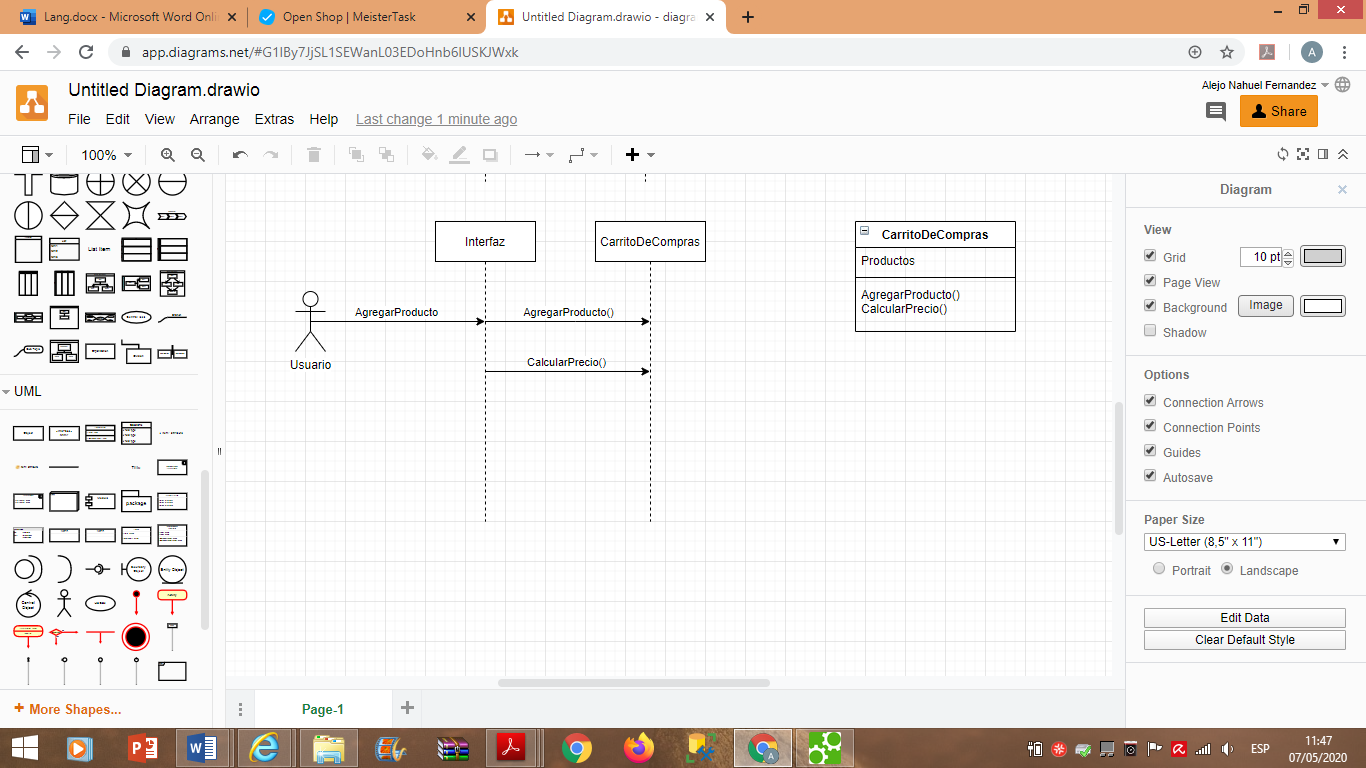 Lang.docx - Microsoft Word Onli
Open Shop | MeisterTask
Untitled Diagram.drawio - diagra
app.diagrams.net/#G1IBy7JjSL1SEWanL03EDoHnb6IUSKJWxk
A
Untitled Diagram.drawio
Alejo Nahuel Fernandez
File Edit View Arrange Extras Help Last change 1 minute ago
Share
100%
List Item
UML
package
More Shapes...
Interfaz
CarritoDeCompras
AgregarProducto
AgregarProducto()
CalcularPrecio()
Usuario
CarritoDeCompras
Productos
AgregarProducto()
CalcularPrecio()
Page-1
Diagram
View
Grid 10 pt
Page View
Background Image
Shadow
Options
Connection Arrows
Connection Points
Guides
Autosave
Paper Size
US-Letter (8,5" x 11")
Portrait Landscape
Edit Data
Clear Default Style
ESP
11:47
07/05/2020